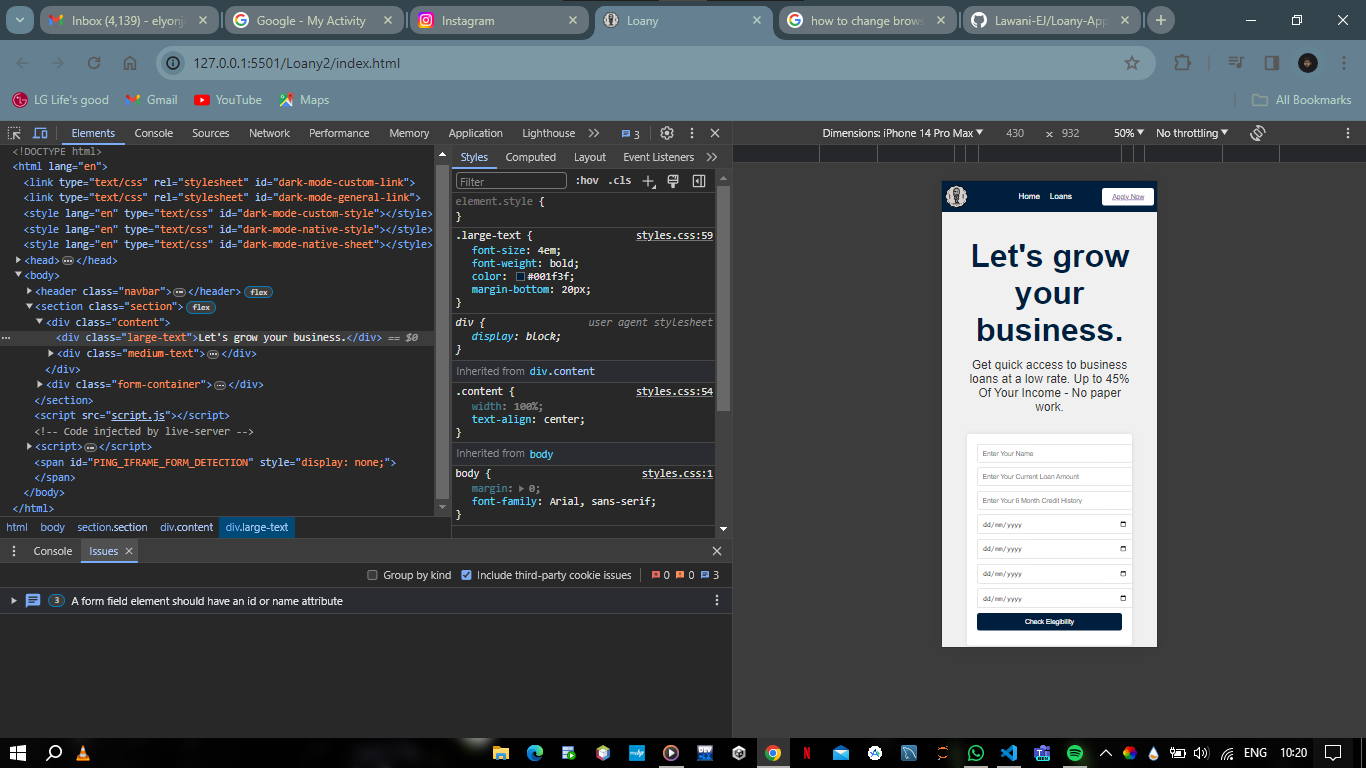 Inbox (4,139) - elyonj
Google - My Activity
Instagram
Loany
how to change brow
Lawani-EJ/Loany-App
127.0.0.1:5501/Loany2/index.html
LG Life's good
Gmail
YouTube
Maps
All Bookmarks
Elements
Console
Sources
Network
Performance
Memory
Application
Lighthouse
3
Dimensions: iPhone 14 Pro Max
430
x
932
50%
No throttling
<!DOCTYPE html>
<html lang="en">
<link type="text/css" rel="stylesheet" id="dark-mode-custom-link">
<link type="text/css" rel="stylesheet" id="dark-mode-general-link">
<style lang="en" type="text/css" id="dark-mode-custom-style"></style>
<style lang="en" type="text/css" id="dark-mode-native-style"></style>
<style lang="en" type="text/css" id="dark-mode-native-sheet"></style>
<head>…</head>
<body>
<header class="navbar">…</header> flex
<section class="section"> flex
<div class="content">
<div class="large-text">Let's grow your business.</div> == $0
<div class="medium-text">…</div>
</div>
<div class="form-container">…</div>
</section>
<script src="script.js"></script>
<!-- Code injected by live-server -->
<script>…</script>
<span id="PING_IFRAME_FORM_DETECTION" style="display: none;">
</span>
</body>
</html>
html
body
section.section
div.content
div.large-text
Styles
Computed
Layout
Event Listeners
Filter
:hov
.cls
element.style {
}
.large-text {
styles.css:59
font-size: 4em;
font-weight: bold;
color: #001f3f;
margin-bottom: 20px;
}
div {
user agent stylesheet
display: block;
}
Inherited from div.content
.content {
styles.css:54
width: 100%;
text-align: center;
}
Inherited from body
body {
styles.css:1
margin: 0;
font-family: Arial, sans-serif;
}
Console
Issues
Group by kind
Include third-party cookie issues
0
0
3
3
A form field element should have an id or name attribute
Home
Loans
Apply Now
Let's grow
your
business.
Get quick access to business
loans at a low rate. Up to 45%
Of Your Income - No paper
work.
Enter Your Name
Enter Your Current Loan Amount
Enter Your 6 Month Credit History
dd/mm/yyyy
dd/mm/yyyy
dd/mm/yyyy
dd/mm/yyyy
Check Elegibility
ENG
10:20